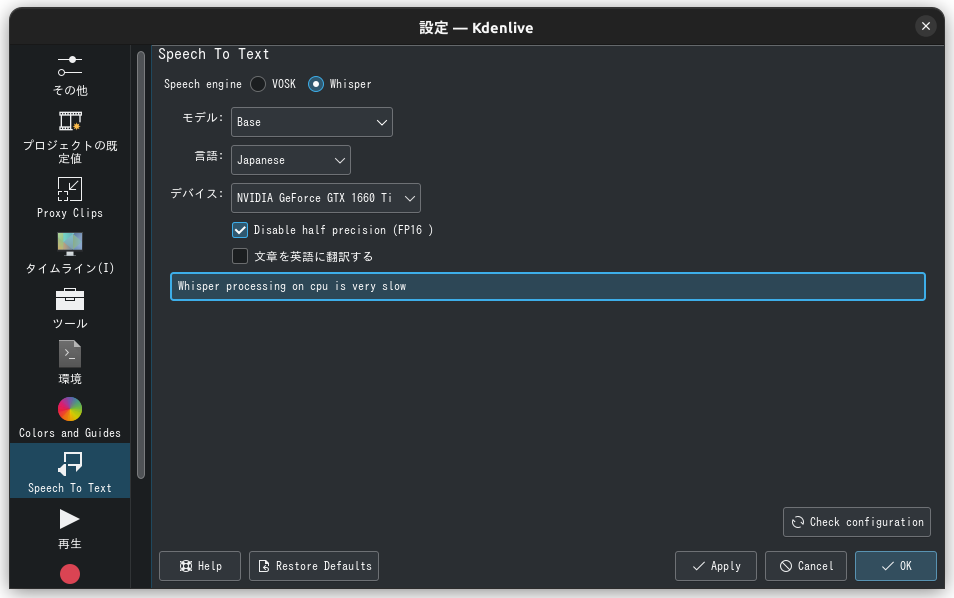 設定 — Kdenlive
その他
プロジェクトの既
定値
Proxy Clips
タイムライン(I)
ツール
環境
Colors and Guides
Speech To Text
再生
Speech To Text
Speech engine VOSK Whisper
モデル: Base
言語: Japanese
デバイス: NVIDIA GeForce GTX 1660 Ti
Disable half precision (FP16 )
文章を英語に翻訳する
Whisper processing on cpu is very slow
Check configuration
Help Restore Defaults Apply Cancel OK